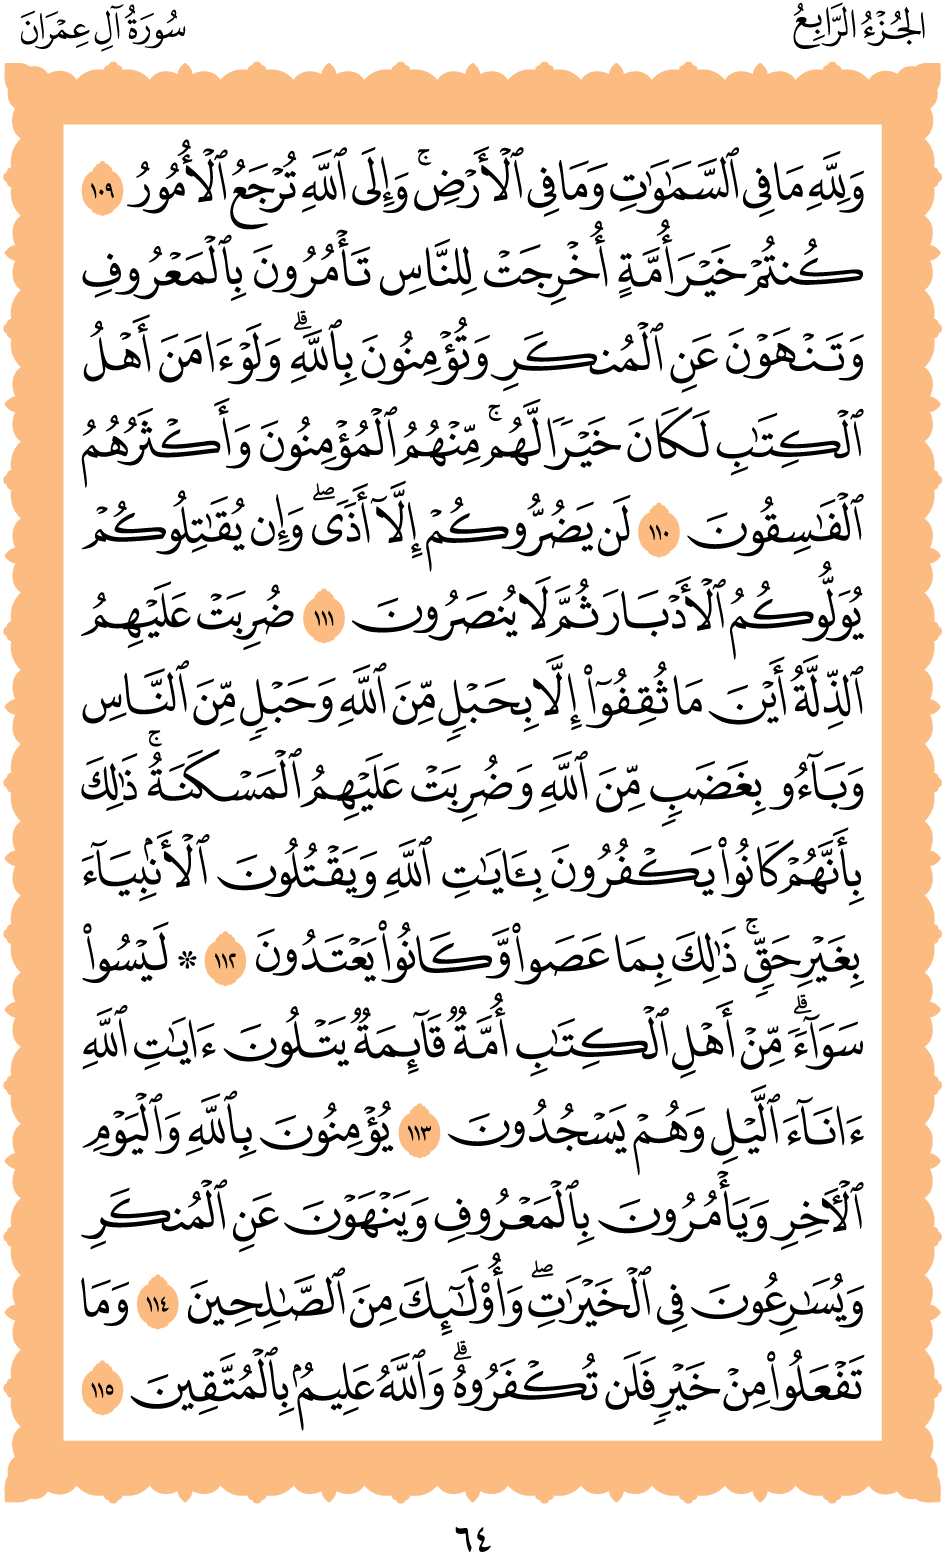 الجُزْءُ الرَّابِعُ
سُورَةُ آلِ عِمْرَانَ
وَلِلَّهِ مَا فِي ٱلسَّمَٰوَٰتِ وَمَا فِي ٱلۡأَرۡضِۚ وَإِلَى ٱللَّهِ تُرۡجَعُ ٱلۡأُمُورُ ١٠٩
كُنتُمۡ خَيۡرَ أُمَّةٍ أُخۡرِجَتۡ لِلنَّاسِ تَأۡمُرُونَ بِٱلۡمَعۡرُوفِ
وَتَنۡهَوۡنَ عَنِ ٱلۡمُنكَرِ وَتُؤۡمِنُونَ بِٱللَّهِۗ وَلَوۡ ءَامَنَ أَهۡلُ
ٱلۡكِتَٰبِ لَكَانَ خَيۡرٗا لَّهُمۚ مِّنۡهُمُ ٱلۡمُؤۡمِنُونَ وَأَكۡثَرُهُمُ
ٱلۡفَٰسِقُونَ ١١٠ لَن يَضُرُّوكُمۡ إِلَّآ أَذٗىۖ وَإِن يُقَٰتِلُوكُمۡ
يُوَلُّوكُمُ ٱلۡأَدۡبَارَ ثُمَّ لَا يُنصَرُونَ ١١١ ضُرِبَتۡ عَلَيۡهِمُ
ٱلذِّلَّةُ أَيۡنَ مَا ثُقِفُوٓاْ إِلَّا بِحَبۡلٖ مِّنَ ٱللَّهِ وَحَبۡلٖ مِّنَ ٱلنَّاسِ
وَبَآءُو بِغَضَبٖ مِّنَ ٱللَّهِ وَضُرِبَتۡ عَلَيۡهِمُ ٱلۡمَسۡكَنَةُۚ ذَٰلِكَ
بِأَنَّهُمۡ كَانُواْ يَكۡفُرُونَ بِـَٔايَٰتِ ٱللَّهِ وَيَقۡتُلُونَ ٱلۡأَنۢبِيَآءَ
بِغَيۡرِ حَقّٖۚ ذَٰلِكَ بِمَا عَصَواْ وَّكَانُواْ يَعۡتَدُونَ ١١٢ ۞ لَيۡسُواْ
سَوَآءٗۗ مِّنۡ أَهۡلِ ٱلۡكِتَٰبِ أُمَّةٞ قَآئِمَةٞ يَتۡلُونَ ءَايَٰتِ ٱللَّهِ
ءَانَآءَ ٱلَّيۡلِ وَهُمۡ يَسۡجُدُونَ ١١٣ يُؤۡمِنُونَ بِٱللَّهِ وَٱلۡيَوۡمِ
ٱلۡأٓخِرِ وَيَأۡمُرُونَ بِٱلۡمَعۡرُوفِ وَيَنۡهَوۡنَ عَنِ ٱلۡمُنكَرِ
وَيُسَٰرِعُونَ فِي ٱلۡخَيۡرَٰتِۖ وَأُوْلَٰٓئِكَ مِنَ ٱلصَّٰلِحِينَ ١١٤ وَمَا
تَفۡعَلُواْ مِنۡ خَيۡرٖ فَلَن تُكۡفَرُوهُۗ وَٱللَّهُ عَلِيمُۢ بِٱلۡمُتَّقِينَ ١١٥
٦٤